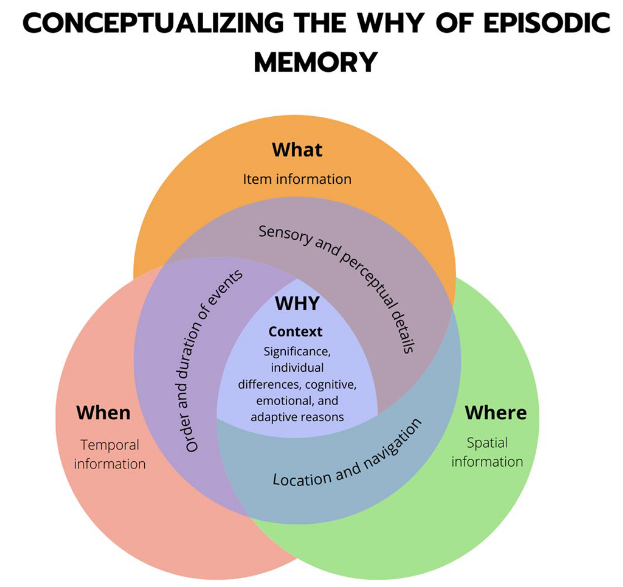 CONCEPTUALIZING THE WHY OF EPISODIC
MEMORY
What
Item information
Sensory and perceptual details
Order and duration of events
WHY
Context
Significance,
individual
differences, cognitive,
emotional, and
adaptive reasons
When
Temporal
information
Where
Spatial
information
Location and navigation